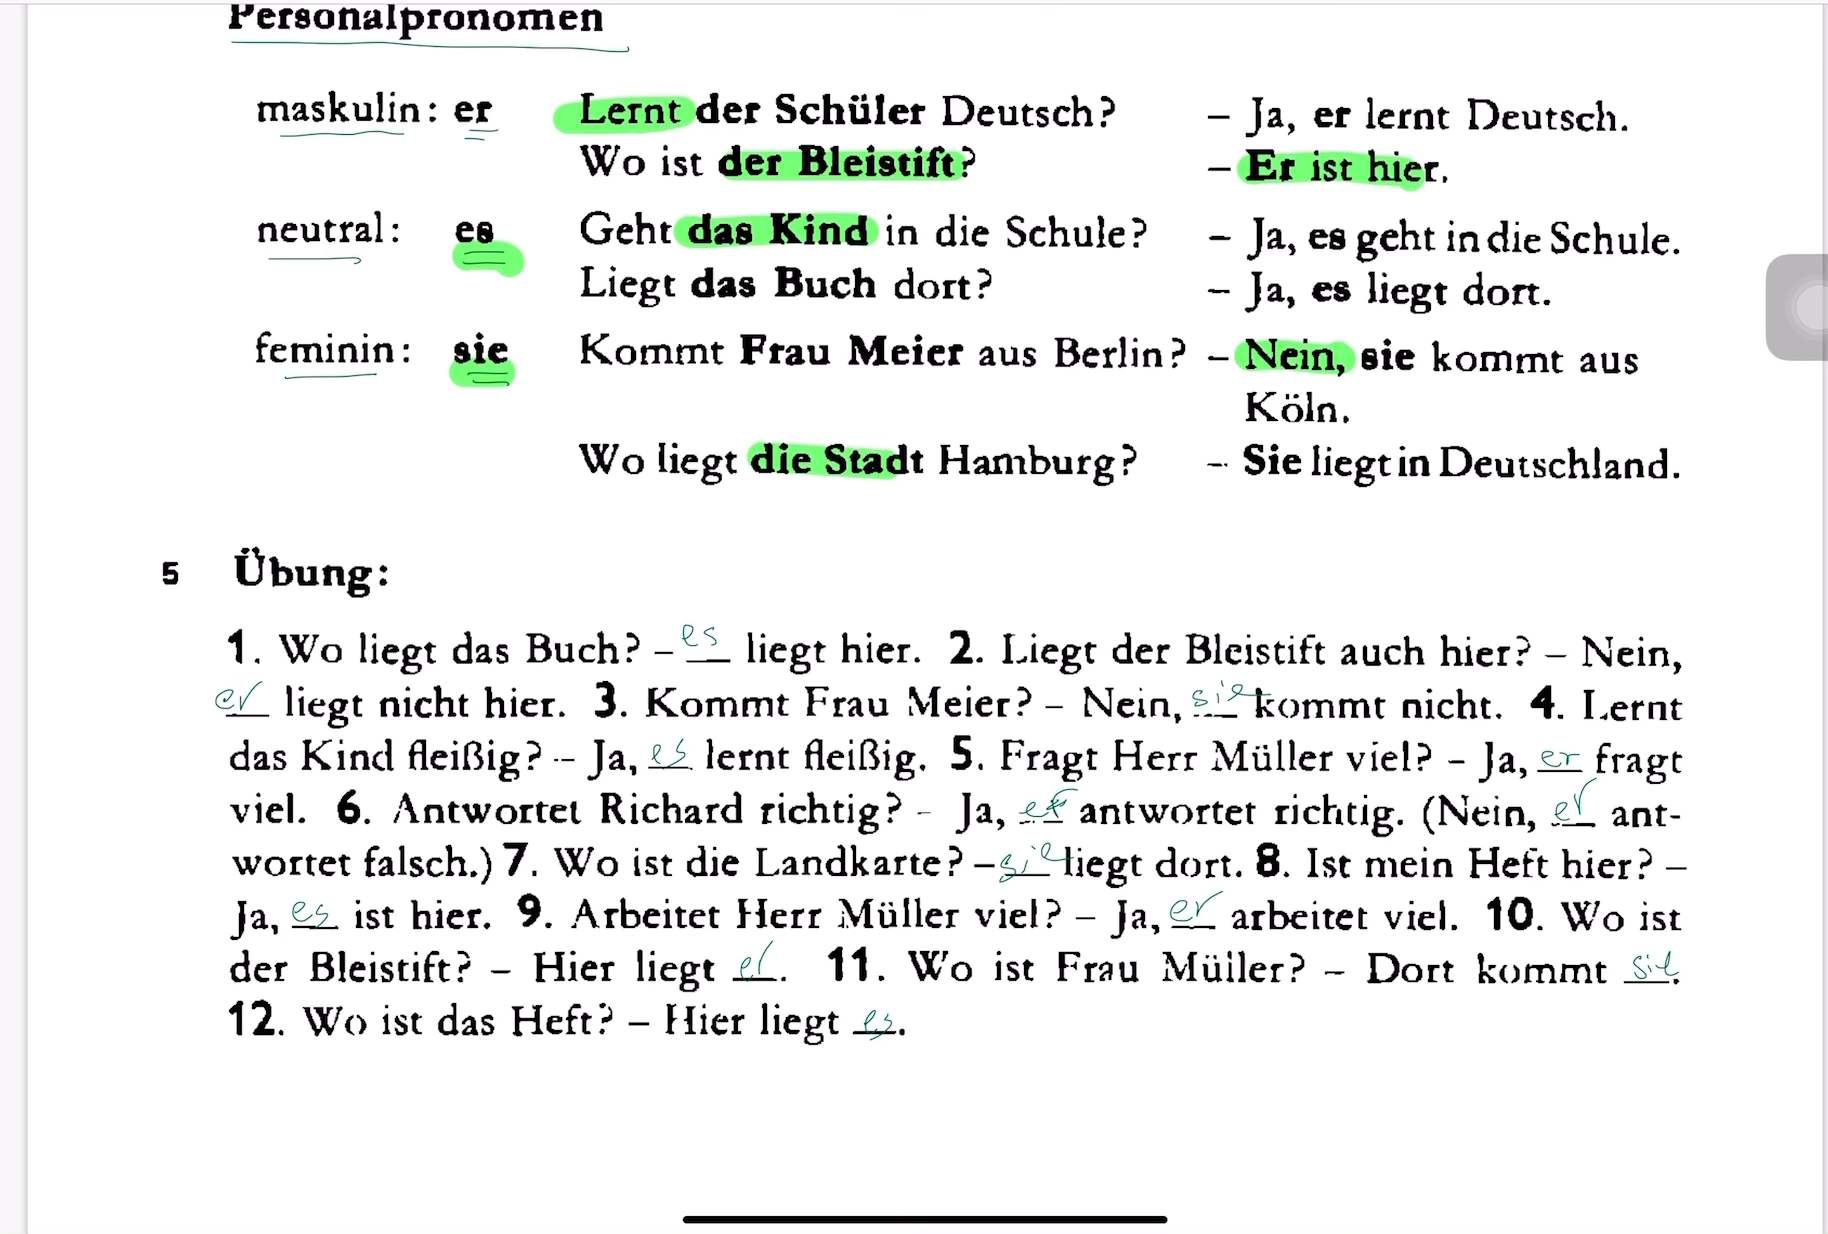 Personalpronomen
maskulin: er Lernt der Schüler Deutsch? – Ja, er lernt Deutsch.
Wo ist der Bleistift? – Er ist hier.
neutral: es Geht das Kind in die Schule? – Ja, es geht in die Schule.
Liegt das Buch dort? – Ja, es liegt dort.
feminin: sie Kommt Frau Meier aus Berlin? – Nein, sie kommt aus
Köln.
Wo liegt die Stadt Hamburg? – Sie liegt in Deutschland.
5 Übung:
1. Wo liegt das Buch? – es liegt hier. 2. Liegt der Bleistift auch hier? – Nein,
er liegt nicht hier. 3. Kommt Frau Meier? – Nein, sie kommt nicht. 4. Lernt
das Kind fleißig? – Ja, es lernt fleißig. 5. Fragt Herr Müller viel? – Ja, er fragt
viel. 6. Antwortet Richard richtig? – Ja, er antwortet richtig. (Nein, er ant-
wortet falsch.) 7. Wo ist die Landkarte? – sie liegt dort. 8. Ist mein Heft hier? –
Ja, es ist hier. 9. Arbeitet Herr Müller viel? – Ja, er arbeitet viel. 10. Wo ist
der Bleistift? – Hier liegt er. 11. Wo ist Frau Müller? – Dort kommt sie.
12. Wo ist das Heft? – Hier liegt es.